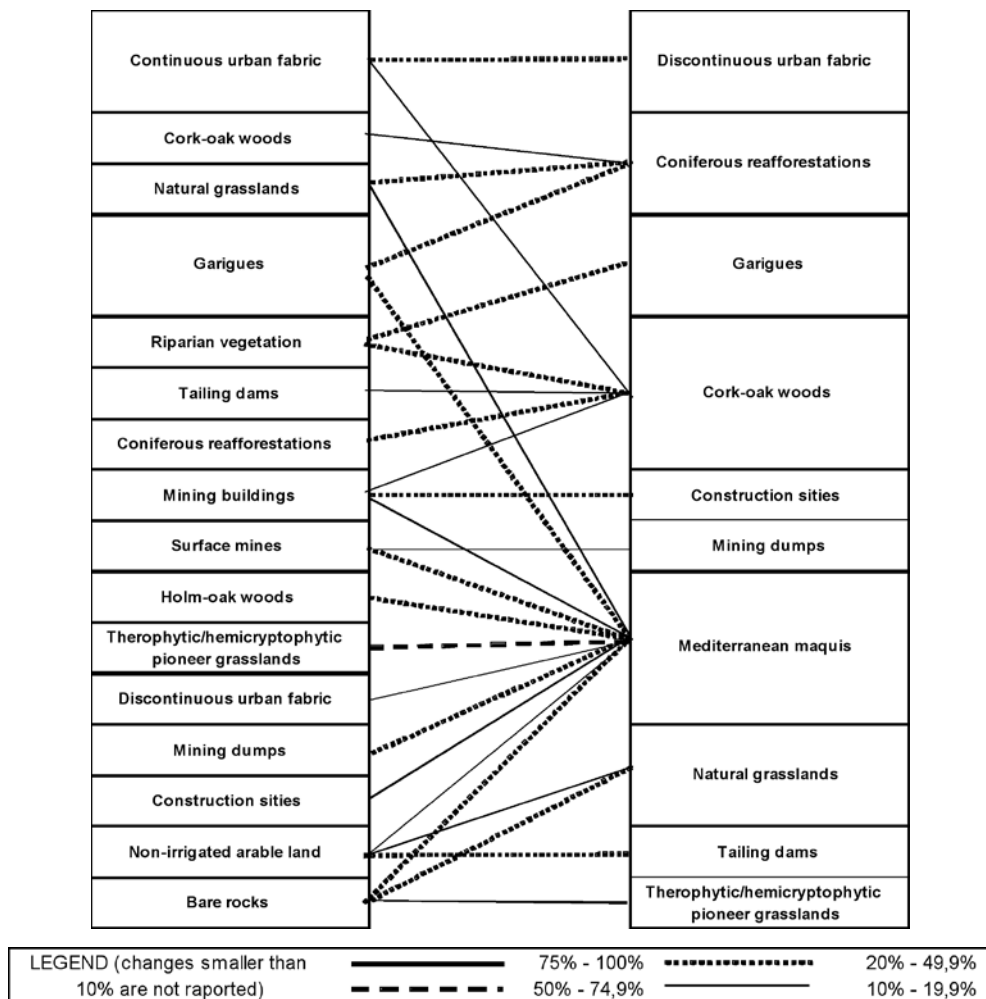 Continuous urban fabric
Cork-oak woods
Natural grasslands
Garigues
Riparian vegetation
Tailing dams
Coniferous reafforestations
Mining buildings
Surface mines
Holm-oak woods
Therophytic/hemicryptophytic
pioneer grasslands
Discontinuous urban fabric
Mining dumps
Construction sities
Non-irrigated arable land
Bare rocks
Discontinuous urban fabric
Coniferous reafforestations
Garigues
Cork-oak woods
Construction sities
Mining dumps
Mediterranean maquis
Natural grasslands
Tailing dams
Therophytic/hemicryptophytic
pioneer grasslands
LEGEND (changes smaller than
10% are not raported)
75% - 100%
50% - 74,9%
20% - 49,9%
10% - 19,9%